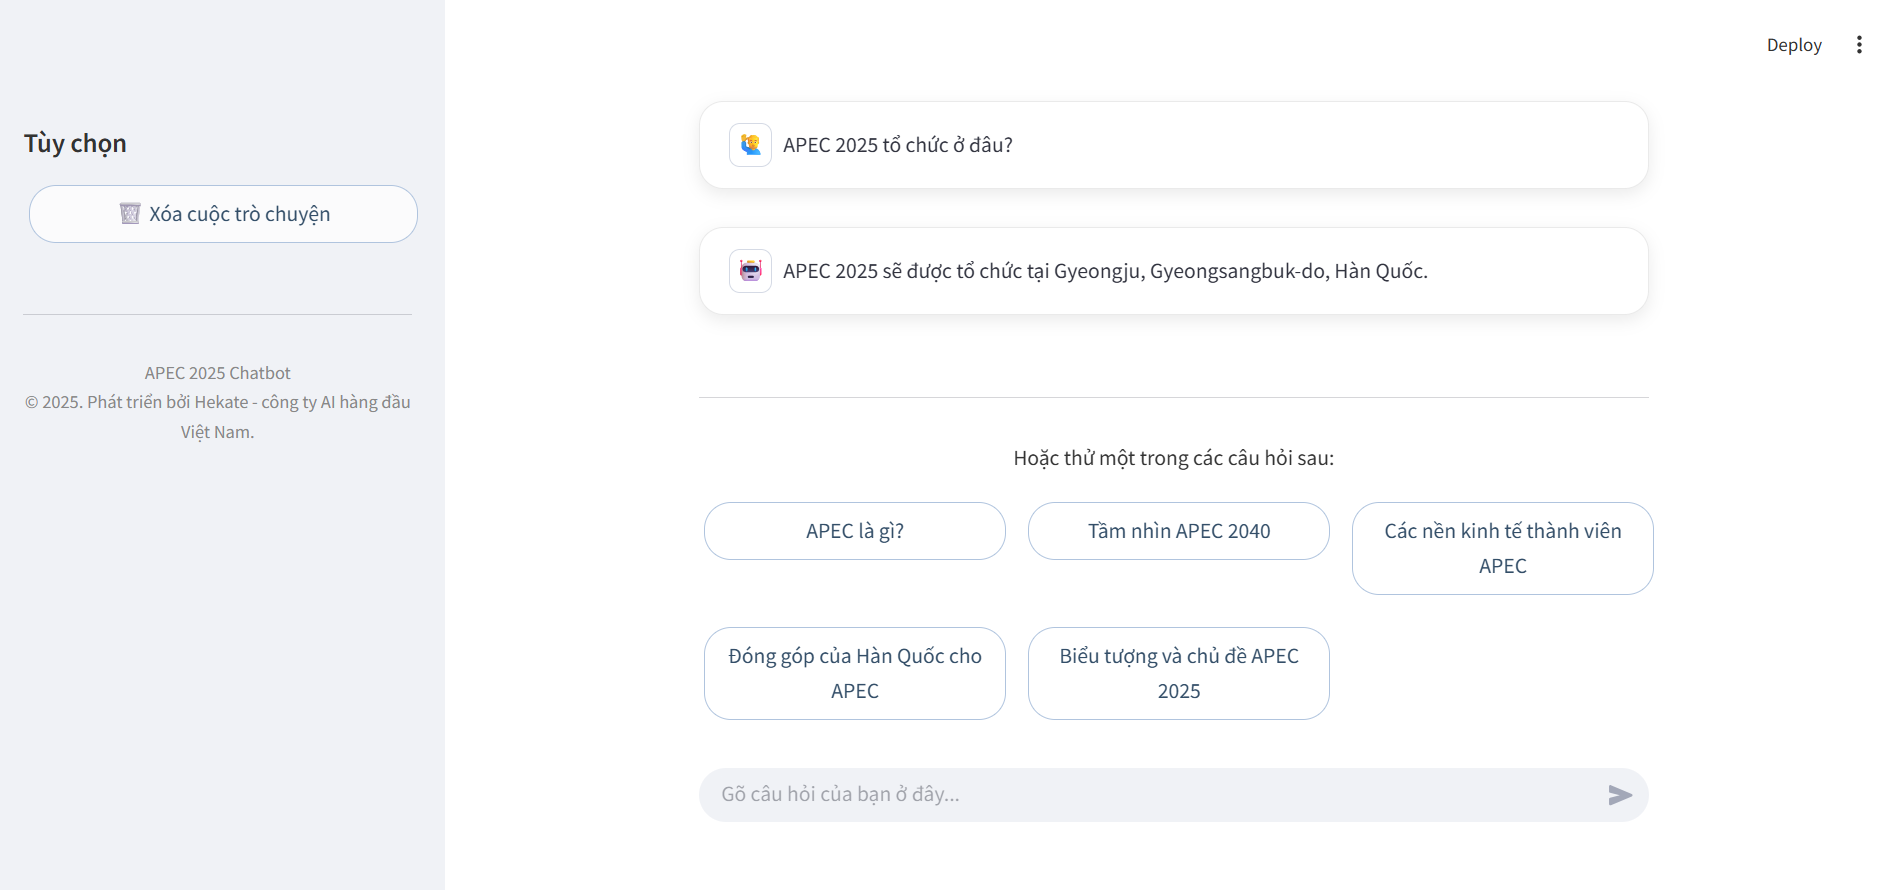 Deploy
Tùy chọn
Xóa cuộc trò chuyện
APEC 2025 Chatbot
© 2025. Phát triển bởi Hekate - công ty AI hàng đầu
Việt Nam.
APEC 2025 tổ chức ở đâu?
APEC 2025 sẽ được tổ chức tại Gyeongju, Gyeongsangbuk-do, Hàn Quốc.
Hoặc thử một trong các câu hỏi sau:
APEC là gì?
Tầm nhìn APEC 2040
Các nền kinh tế thành viên
APEC
Đóng góp của Hàn Quốc cho
APEC
Biểu tượng và chủ đề APEC
2025
Gõ câu hỏi của bạn ở đây...